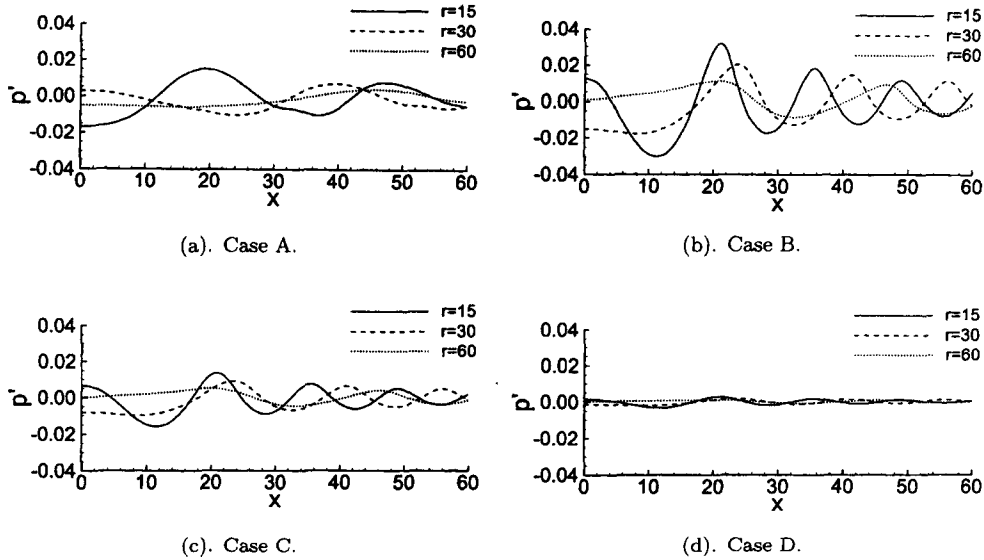 0.04
0.02
0.00
-0.02
-0.04
p'
0 10 20 30 40 50 60
x
r=15
r=30
r=60
(a). Case A.
0.04
0.02
0.00
-0.02
-0.04
p'
0 10 20 30 40 50 60
x
r=15
r=30
r=60
(b). Case B.
0.04
0.02
0.00
-0.02
-0.04
p'
0 10 20 30 40 50 60
x
r=15
r=30
r=60
(c). Case C.
0.04
0.02
0.00
-0.02
-0.04
p'
0 10 20 30 40 50 60
x
r=15
r=30
r=60
(d). Case D.